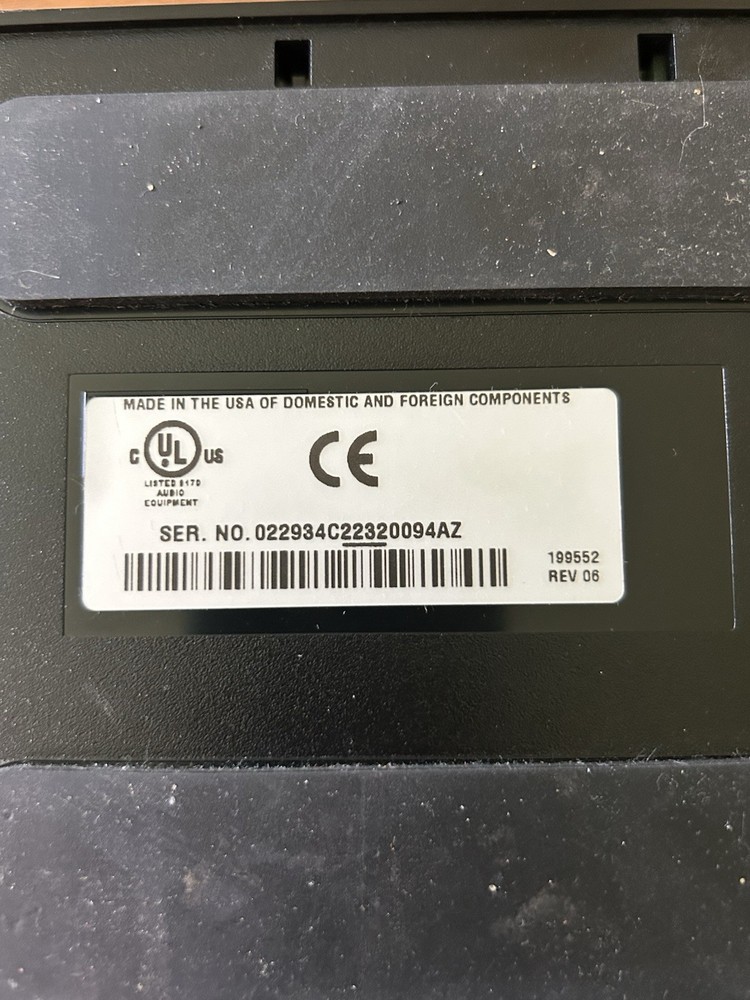 MADE IN THE USA OF DOMESTIC AND FOREIGN COMPONENTS
C UL US
CE
LISTED 917D
AUDIO
EQUIPMENT
SER. NO. 022934C22320094AZ
199552
REV 06